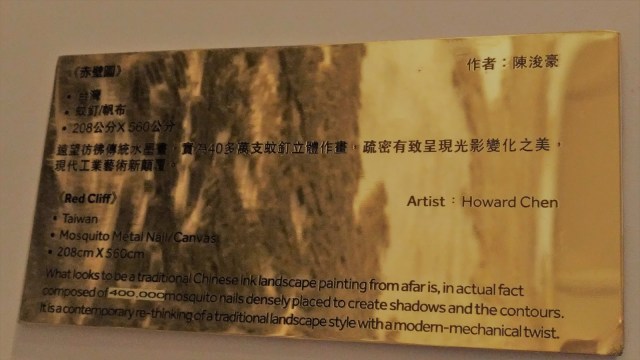 《赤壁圖》
作者：陳浚豪
• 台灣
• 蚊釘/帆布
• 208公分X 560公分
遠望彷彿傳統水墨畫，實為40多萬支蚊釘立體作畫，疏密有致呈現光影變化之美，
現代工業藝術新顛覆。
《Red Cliff》
Artist：Howard Chen
• Taiwan
• Mosquito Metal Nail/Canvas
• 208cm X 560cm
What looks to be a traditional Chinese ink landscape painting from afar is, in actual fact
composed of 400,000 mosquito nails densely placed to create shadows and the contours.
It is a contemporary re-thinking of a traditional landscape style with a modern-mechanical twist.